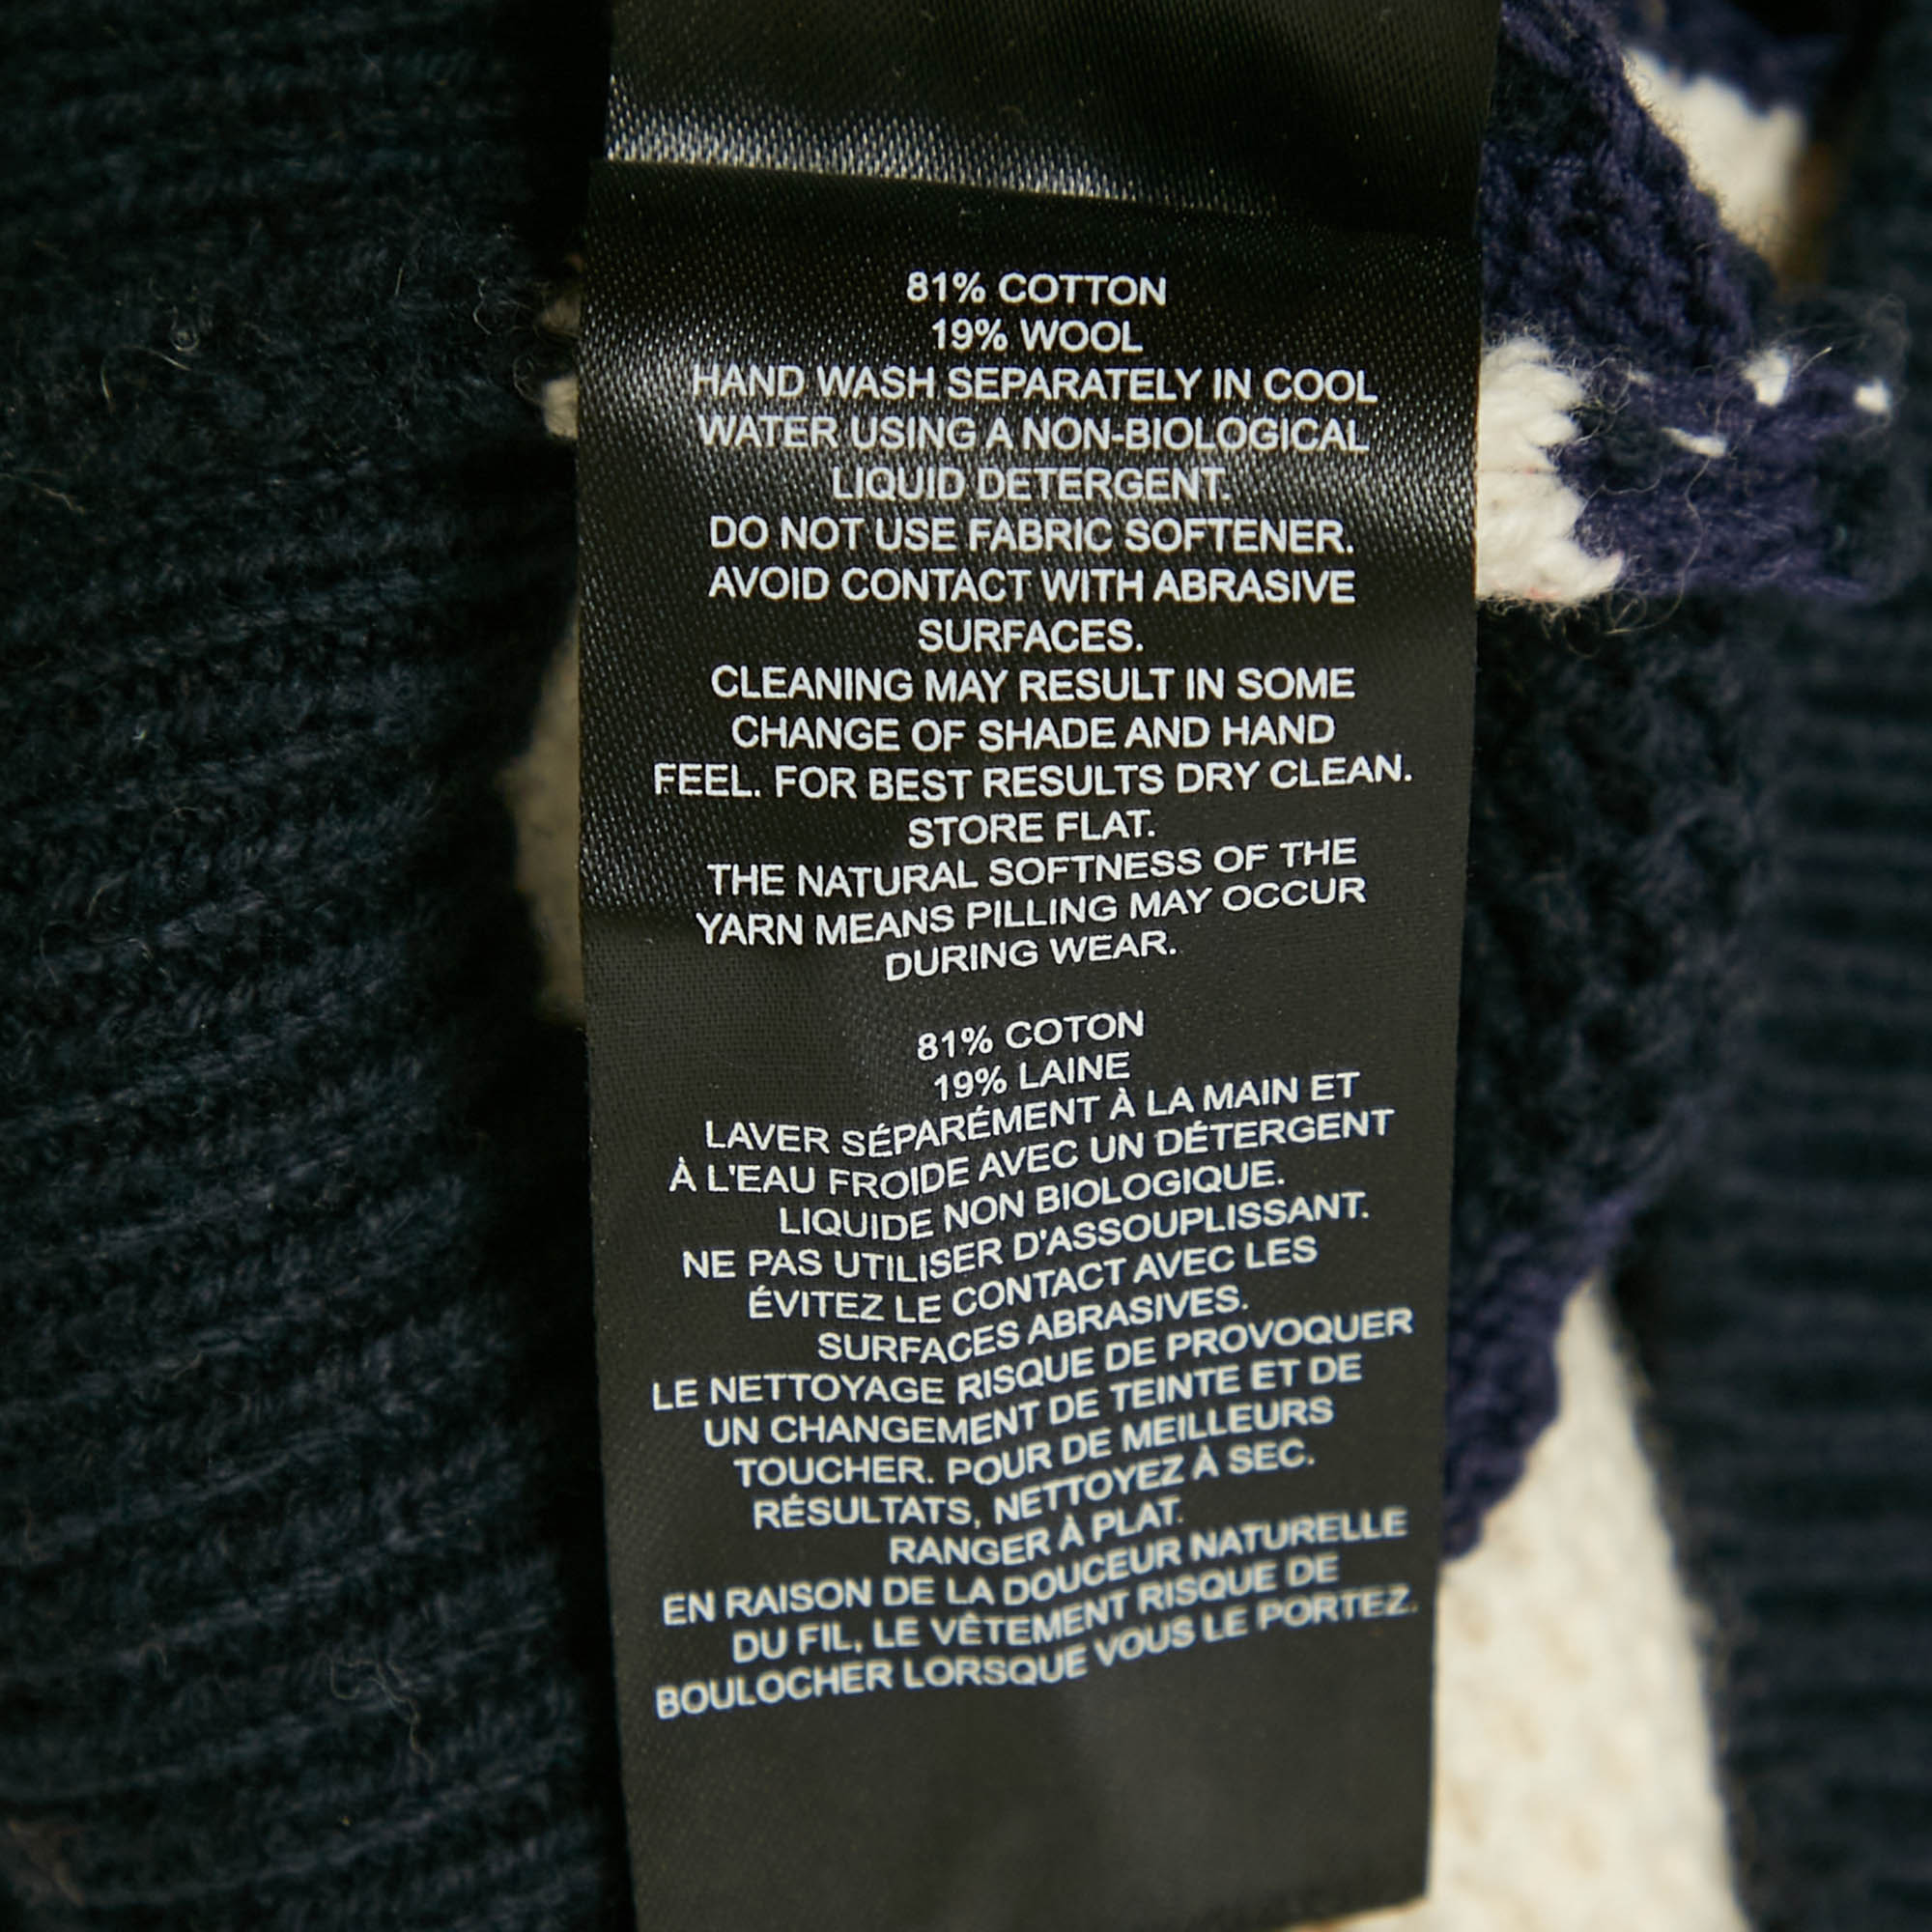 81% COTTON
19% WOOL
HAND WASH SEPARATELY IN COOL
WATER USING A NON-BIOLOGICAL
LIQUID DETERGENT.
DO NOT USE FABRIC SOFTENER.
AVOID CONTACT WITH ABRASIVE
SURFACES.
CLEANING MAY RESULT IN SOME
CHANGE OF SHADE AND HAND
FEEL. FOR BEST RESULTS DRY CLEAN.
STORE FLAT.
THE NATURAL SOFTNESS OF THE
YARN MEANS PILLING MAY OCCUR
DURING WEAR.
81% COTON
19% LAINE
LAVER SÉPARÉMENT À LA MAIN ET
À L'EAU FROIDE AVEC UN DÉTERGENT
LIQUIDE NON BIOLOGIQUE.
NE PAS UTILISER D'ASSOUPLISSANT.
ÉVITEZ LE CONTACT AVEC LES
SURFACES ABRASIVES.
LE NETTOYAGE RISQUE DE PROVOQUER
UN CHANGEMENT DE TEINTE ET DE
TOUCHER. POUR DE MEILLEURS
RÉSULTATS, NETTOYEZ À SEC.
RANGER À PLAT.
EN RAISON DE LA DOUCEUR NATURELLE
DU FIL, LE VÊTEMENT RISQUE DE
BOULOCHER LORSQUE VOUS LE PORTEZ.